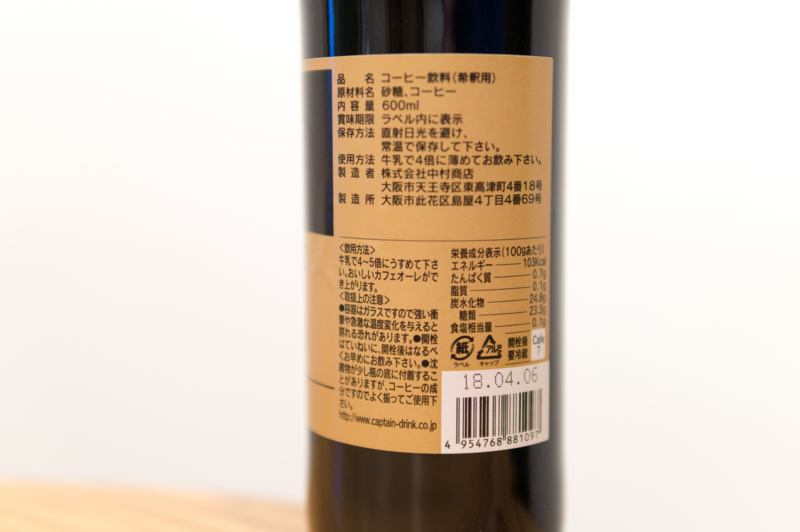 品名 コーヒー飲料(希釈用)
原材料名 砂糖、コーヒー
内容量 600ml
賞味期限 ラベル内に表示
保存方法 直射日光を避け、
常温で保存して下さい。
使用方法 牛乳で4倍に薄めてお飲み下さい。
製造者 株式会社中村商店
大阪市天王寺区東高津町4番18号
製造所 大阪市此花区島屋4丁目4番69号
<飲用方法>
牛乳で4~5倍にうすめて下さ
い。おいしいカフェオーレがで
き上がります。
<取扱上の注意>
●容器はガラスですので強い衝
撃や急激な温度変化を与えると
割れる恐れがあります。●開栓
はていねいに、開栓後はなるべ
くお早めにお飲み下さい。●沈
殿物が少し瓶の底に付着するこ
とがありますが、コーヒーの成
分ですのでよく振ってご使用下
さい。
http://www.captain-drink.co.jp
栄養成分表示(100gあたり)
エネルギー 103Kcal
たんぱく質 0.7g
脂質 0.1g
炭水化物 24.8g
糖類 23.3g
食塩相当量 0.1g
紙 ラベル
アルミ キャップ
開栓後
要冷蔵
Cafe
7
18.04.06
4 954768 881097